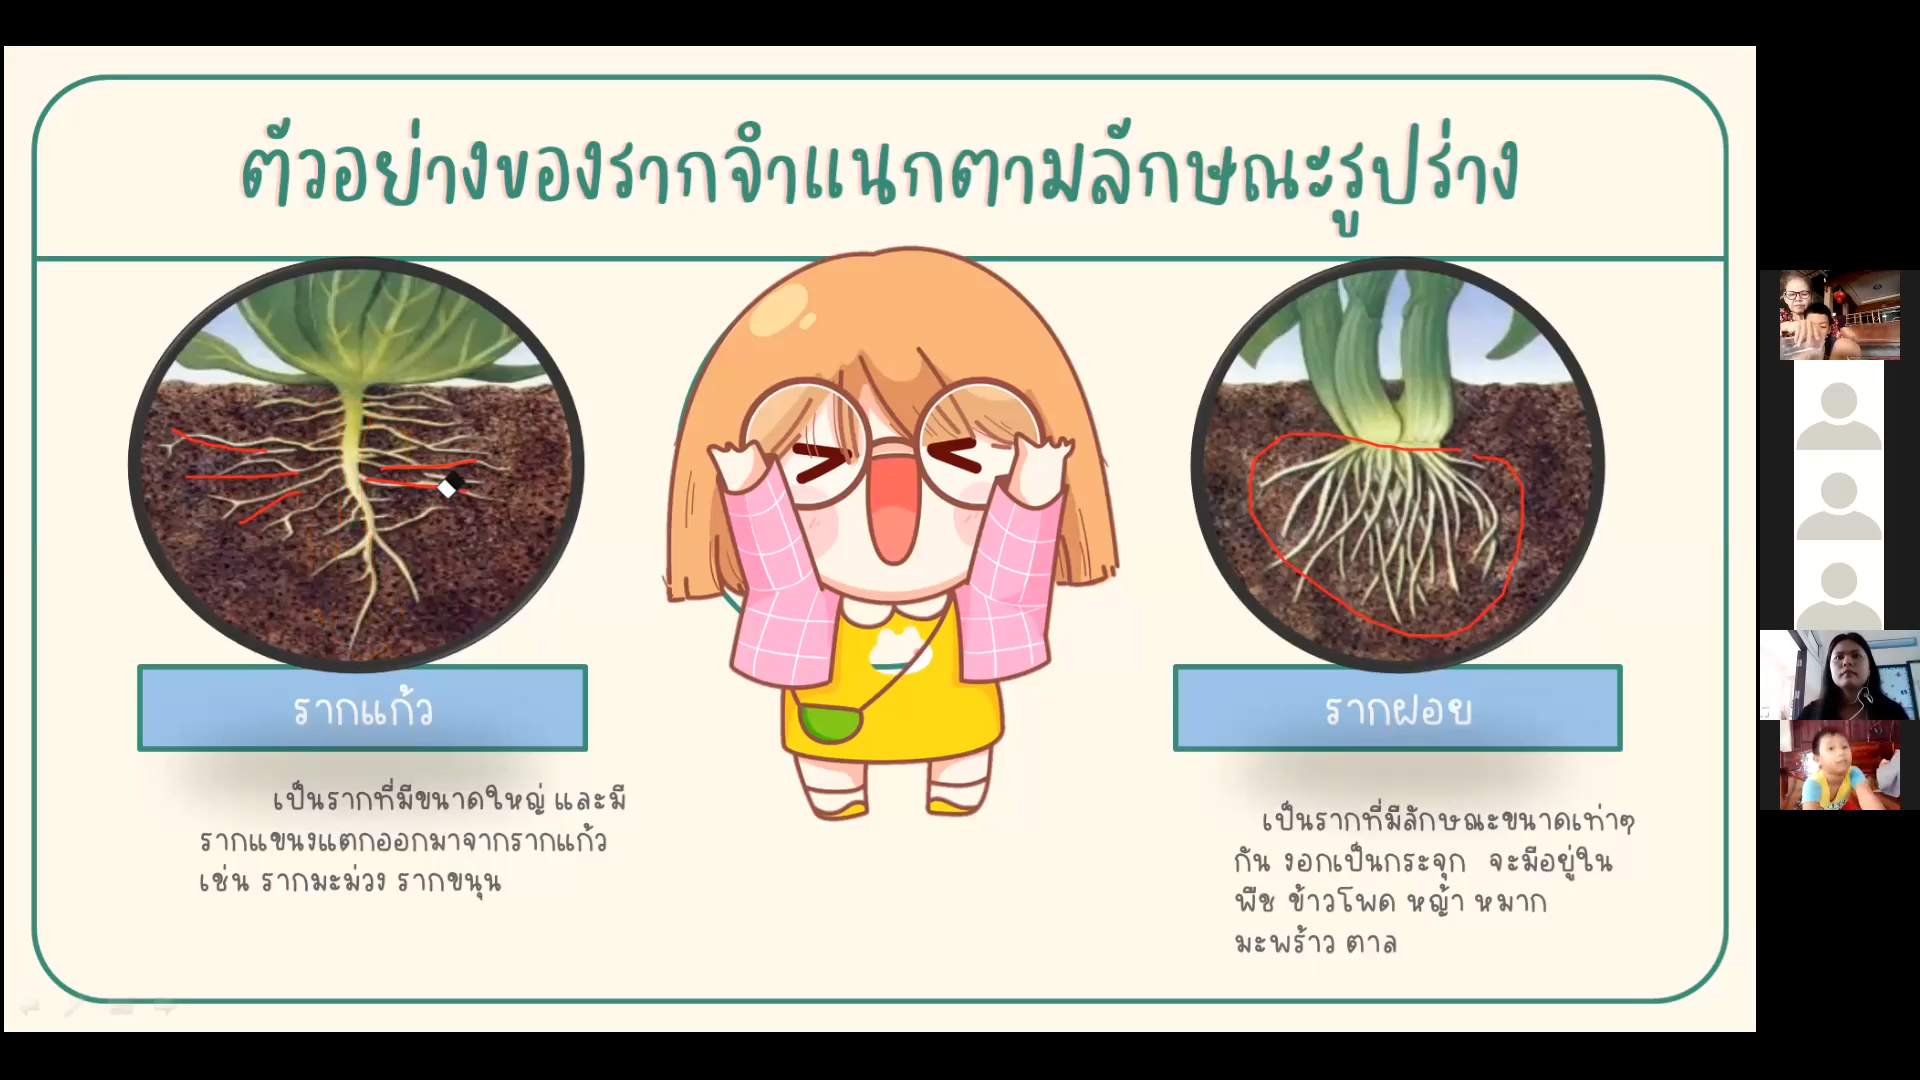 ตัวอย่างของรากจำแนกตามลักษณะรูปร่าง
รากแก้ว
เป็นรากที่มีขนาดใหญ่ และมี
รากแขนงแตกออกมาจากรากแก้ว
เช่น รากมะม่วง รากขนุน
รากฝอย
เป็นรากที่มีลักษณะขนาดเท่าๆ
กัน งอกเป็นกระจุก จะมีอยู่ใน
พืช ข้าวโพด หญ้า หมาก
มะพร้าว ตาล